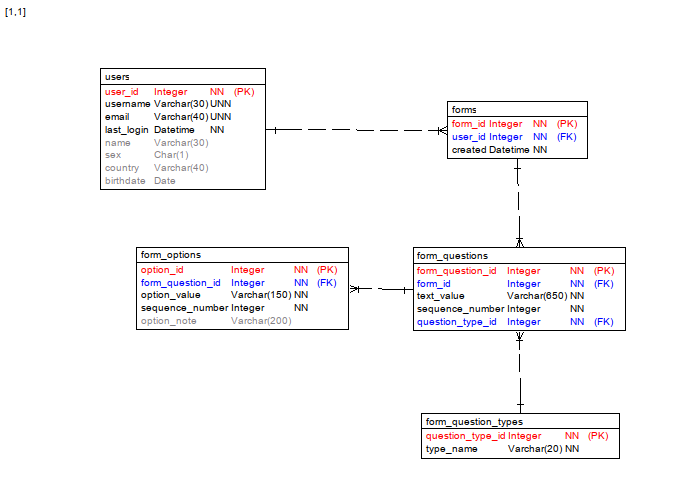 [1,1]
users
user_id Integer NN (PK)
username Varchar(30) UNN
email Varchar(40) UNN
last_login Datetime NN
name Varchar(30)
sex Char(1)
country Varchar(40)
birthdate Date
forms
form_id Integer NN (PK)
user_id Integer NN (FK)
created Datetime NN
form_options
option_id Integer NN (PK)
form_question_id Integer NN (FK)
option_value Varchar(150) NN
sequence_number Integer NN
option_note Varchar(200)
form_questions
form_question_id Integer NN (PK)
form_id Integer NN (FK)
text_value Varchar(650) NN
sequence_number Integer NN
question_type_id Integer NN (FK)
form_question_types
question_type_id Integer NN (PK)
type_name Varchar(20) NN